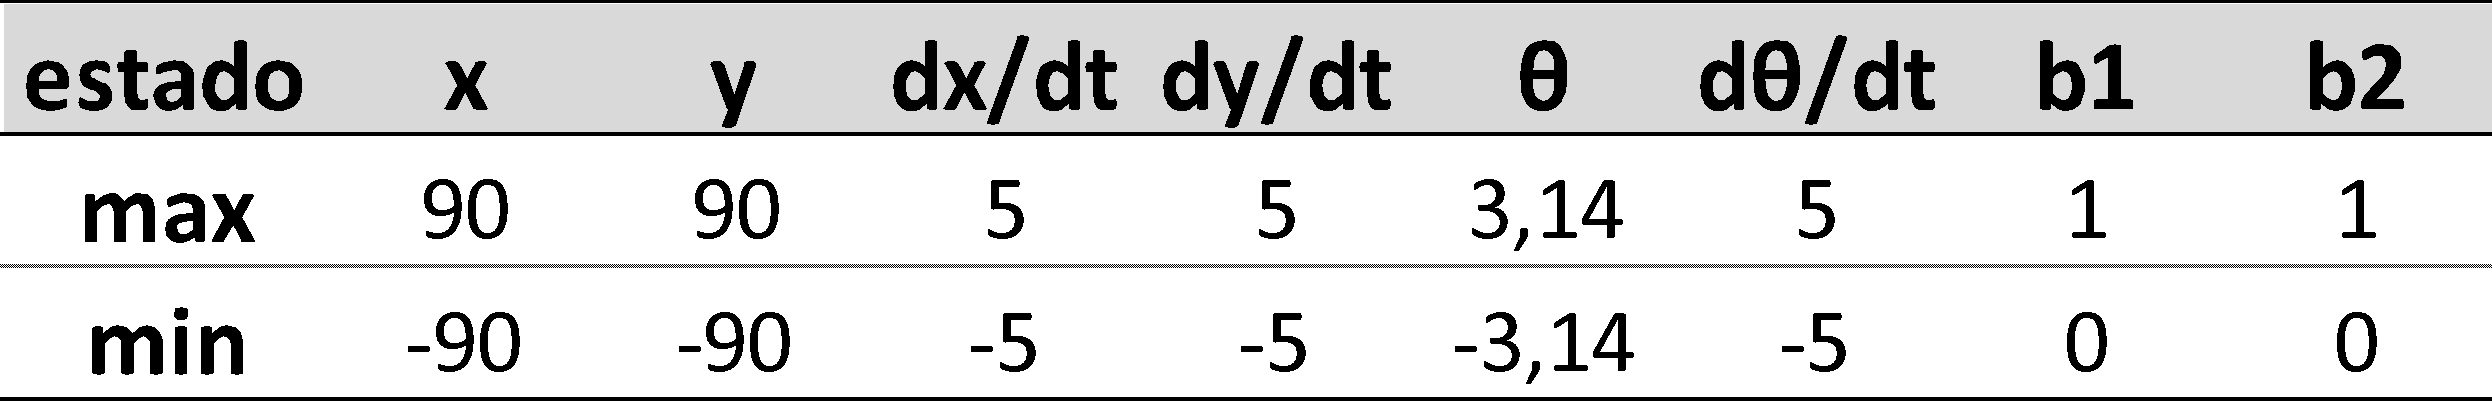 estado x y dx/dt dy/dt θ dθ/dt b1 b2
max 90 90 5 5 3,14 5 1 1
min -90 -90 -5 -5 -3,14 -5 0 0